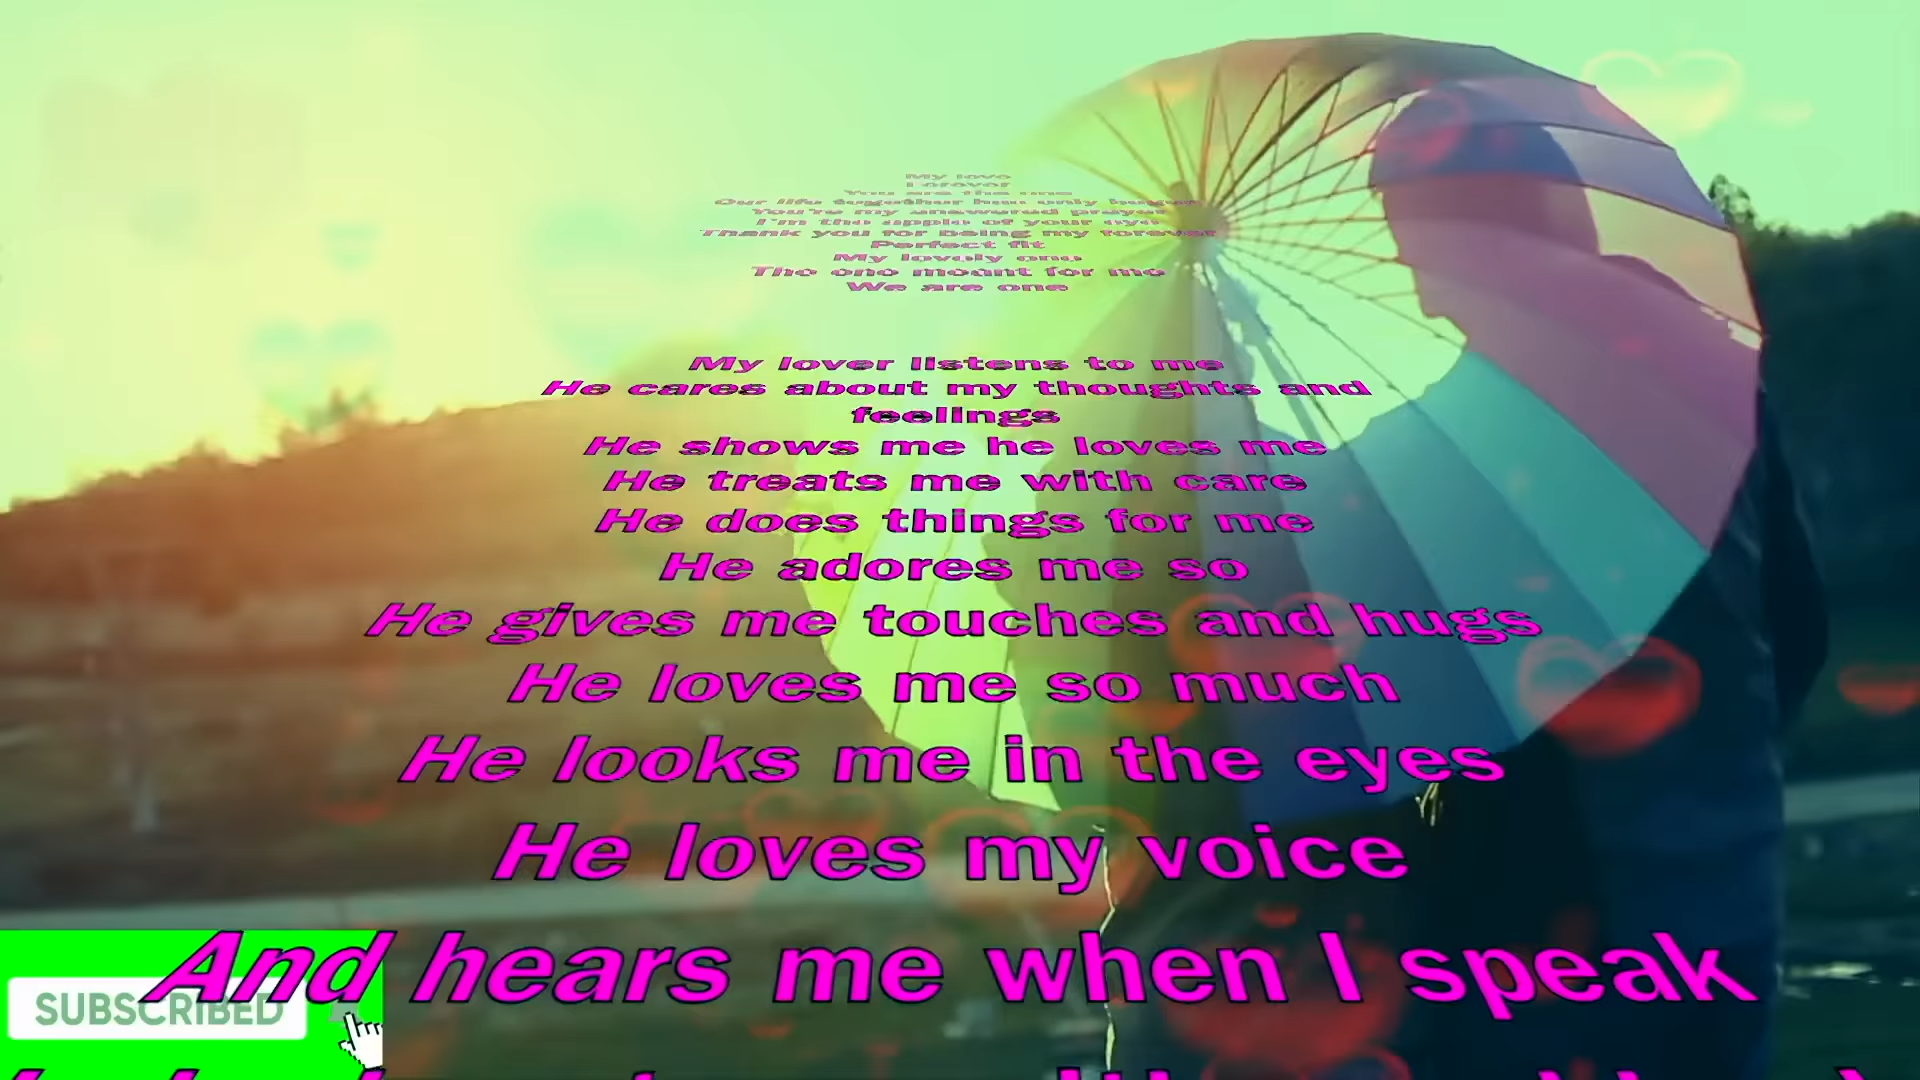 My love
Forever
You are the one
Our life together has only begun
You're my answered prayer
I'm the apple of your eye
Thank you for being my forever
Perfect fit
My lovely one
The one meant for me
We are one
My lover listens to me
He cares about my thoughts and
feelings
He shows me he loves me
He treats me with care
He does things for me
He adores me so
He gives me touches and hugs
He loves me so much
He looks me in the eyes
He loves my voice
And hears me when I speak
SUBSCRIBED